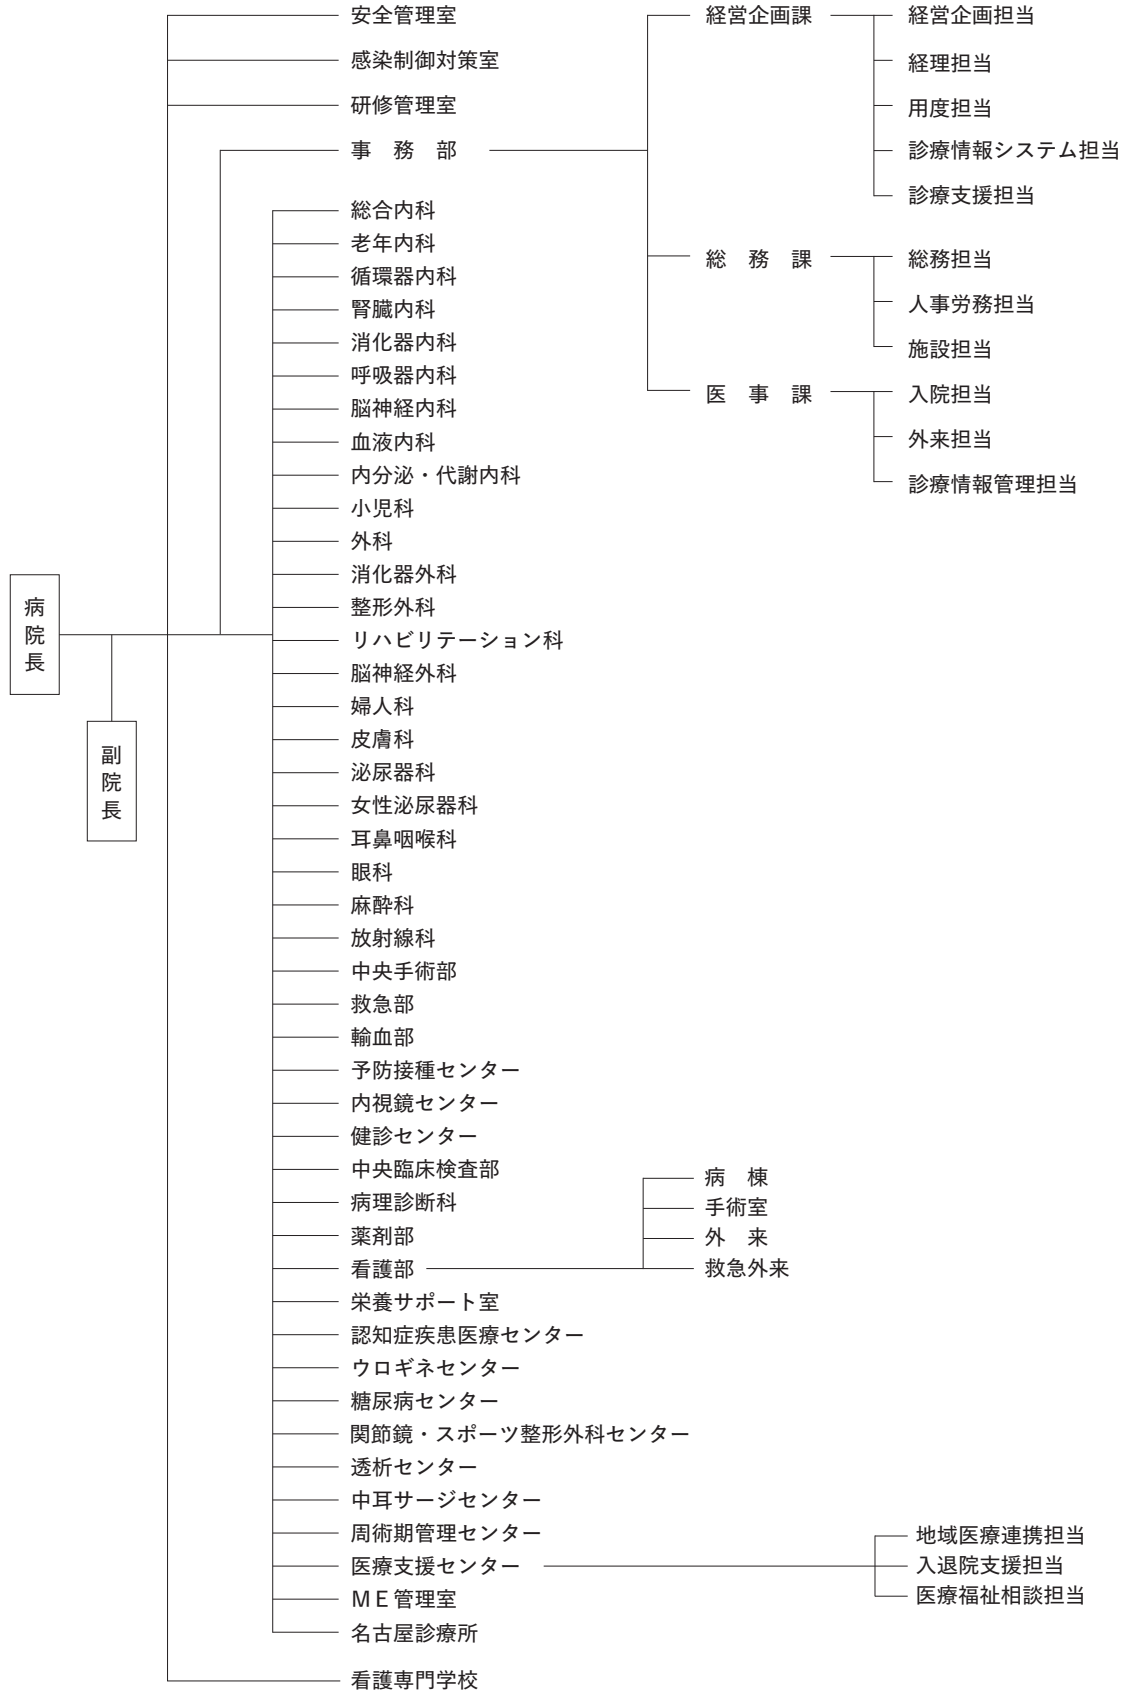 病院長
副院長
安全管理室
感染制御対策室
研修管理室
事　務　部
経営企画課
経営企画担当
経理担当
用度担当
診療情報システム担当
診療支援担当
総　務　課
総務担当
人事労務担当
施設担当
医　事　課
入院担当
外来担当
診療情報管理担当
総合内科
老年内科
循環器内科
腎臓内科
消化器内科
呼吸器内科
脳神経内科
血液内科
内分泌・代謝内科
小児科
外科
消化器外科
整形外科
リハビリテーション科
脳神経外科
婦人科
皮膚科
泌尿器科
女性泌尿器科
耳鼻咽喉科
眼科
麻酔科
放射線科
中央手術部
救急部
輸血部
予防接種センター
内視鏡センター
健診センター
中央臨床検査部
病理診断科
薬剤部
看護部
病　棟
手術室
外　来
救急外来
栄養サポート室
認知症疾患医療センター
ウロギネセンター
糖尿病センター
関節鏡・スポーツ整形外科センター
透析センター
中耳サージセンター
周術期管理センター
医療支援センター
地域医療連携担当
入退院支援担当
医療福祉相談担当
ＭＥ管理室
名古屋診療所
看護専門学校